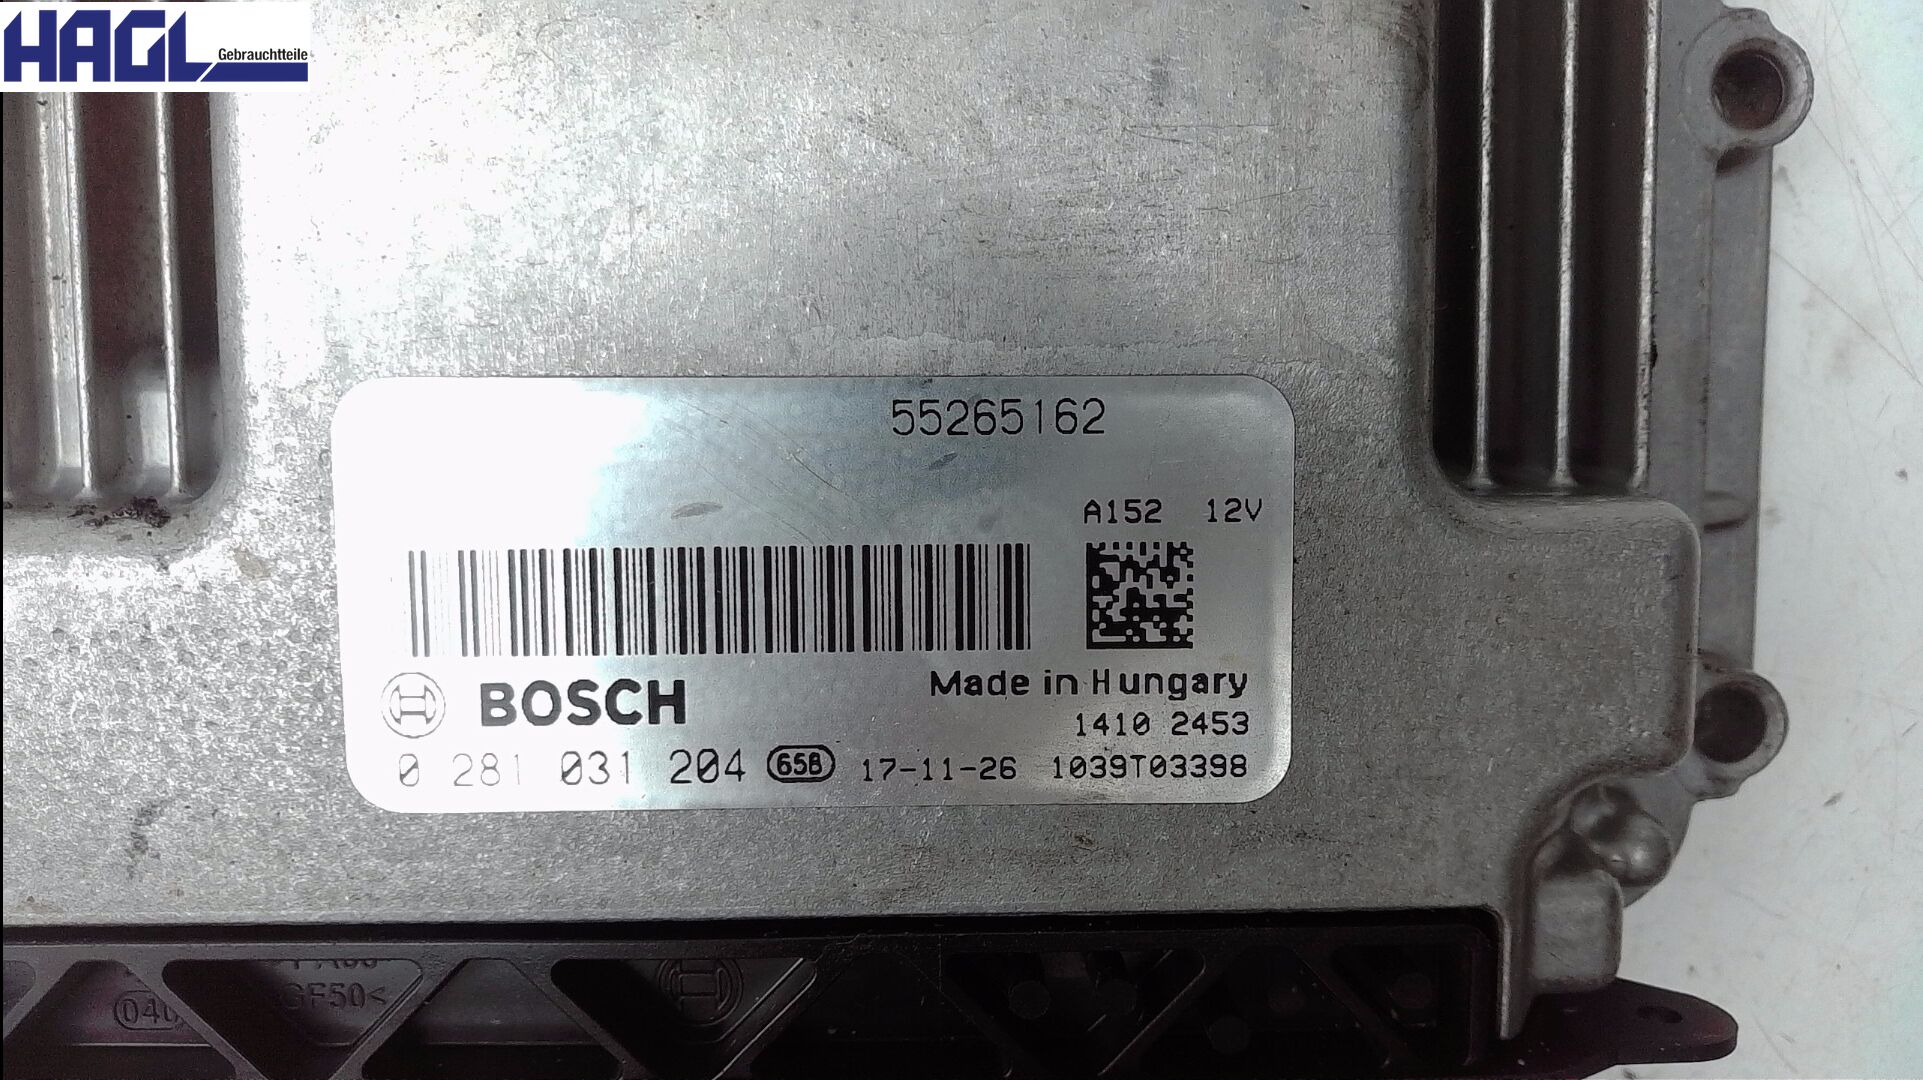 HAGL
Gebrauchtteile
55265162
A152 12V
BOSCH
Made in Hungary
1410 2453
0 281 031 204 658 17-11-26 1039T03398
GF50<